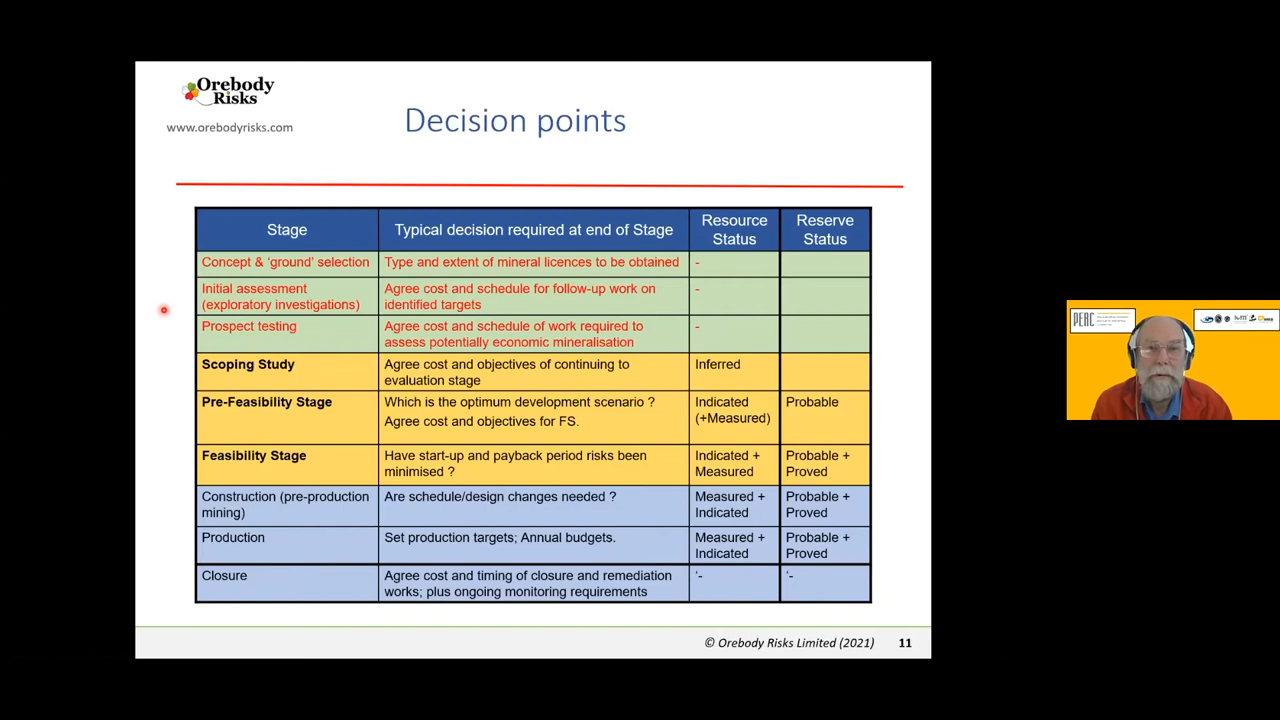 Orebody
Risks
www.orebodyrisks.com
Decision points
Stage
Typical decision required at end of Stage
Resource
Status
Reserve
Status
Concept & ‘ground’ selection
Type and extent of mineral licences to be obtained
-
Initial assessment
(exploratory investigations)
Agree cost and schedule for follow-up work on
identified targets
-
Prospect testing
Agree cost and schedule of work required to
assess potentially economic mineralisation
-
Scoping Study
Agree cost and objectives of continuing to
evaluation stage
Inferred
Pre-Feasibility Stage
Which is the optimum development scenario ?
Agree cost and objectives for FS.
Indicated
(+Measured)
Probable
Feasibility Stage
Have start-up and payback period risks been
minimised ?
Indicated +
Measured
Probable +
Proved
Construction (pre-production
mining)
Are schedule/design changes needed ?
Measured +
Indicated
Probable +
Proved
Production
Set production targets; Annual budgets.
Measured +
Indicated
Probable +
Proved
Closure
Agree cost and timing of closure and remediation
works; plus ongoing monitoring requirements
‘-
‘-
© Orebody Risks Limited (2021)
11
PERC